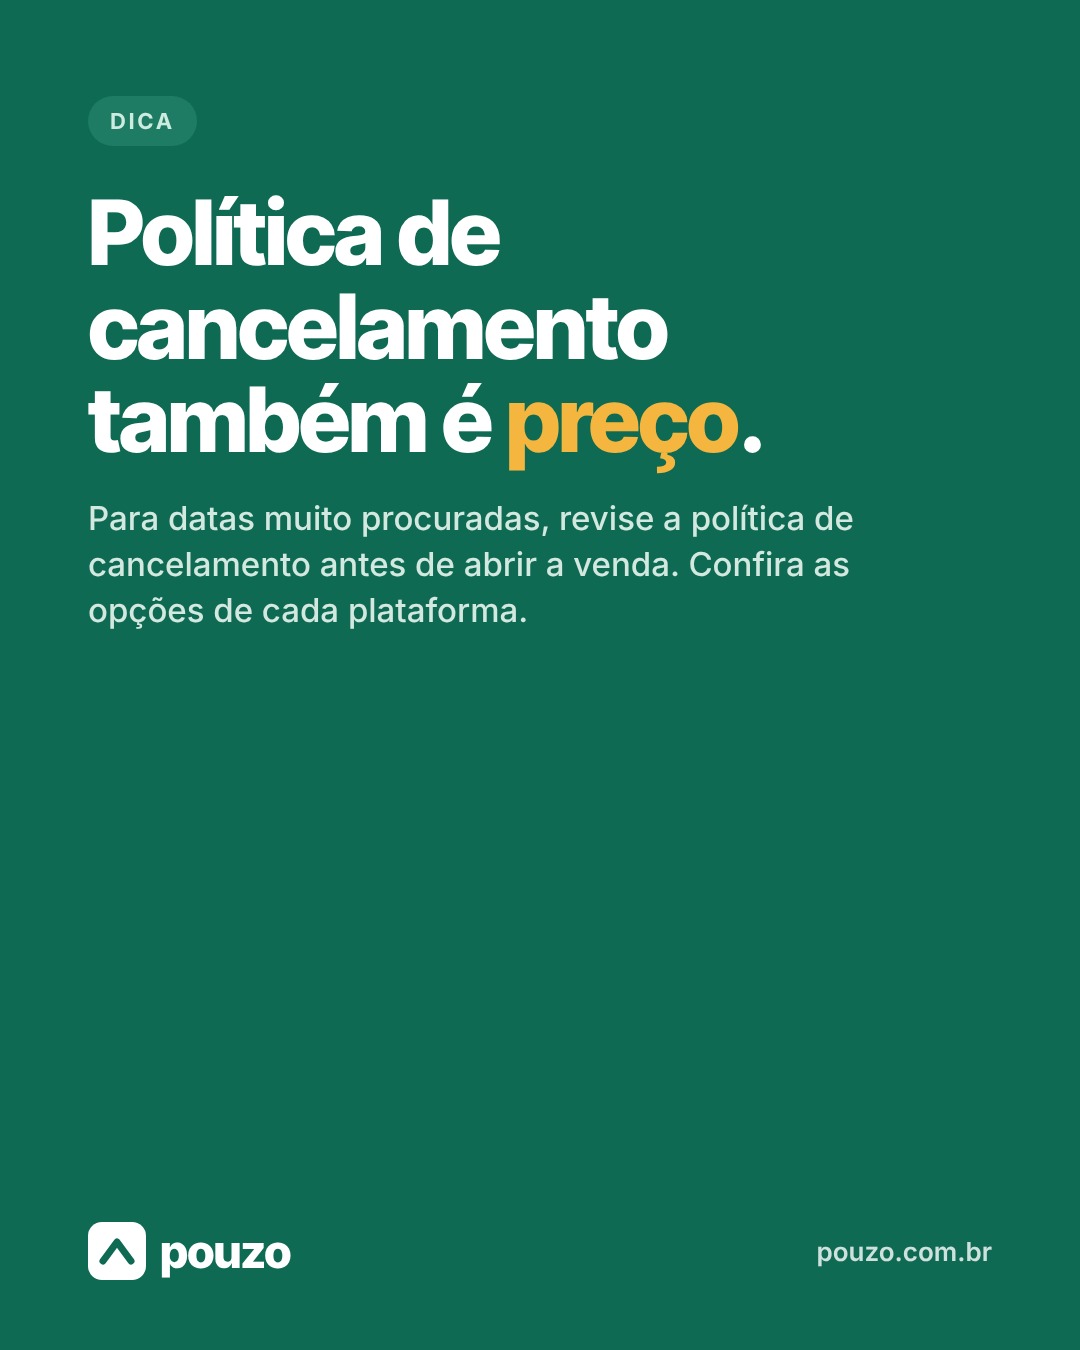 DICA
Política de
cancelamento
também é preço.
Para datas muito procuradas, revise a política de
cancelamento antes de abrir a venda. Confira as
opções de cada plataforma.
pouzo
pouzo.com.br